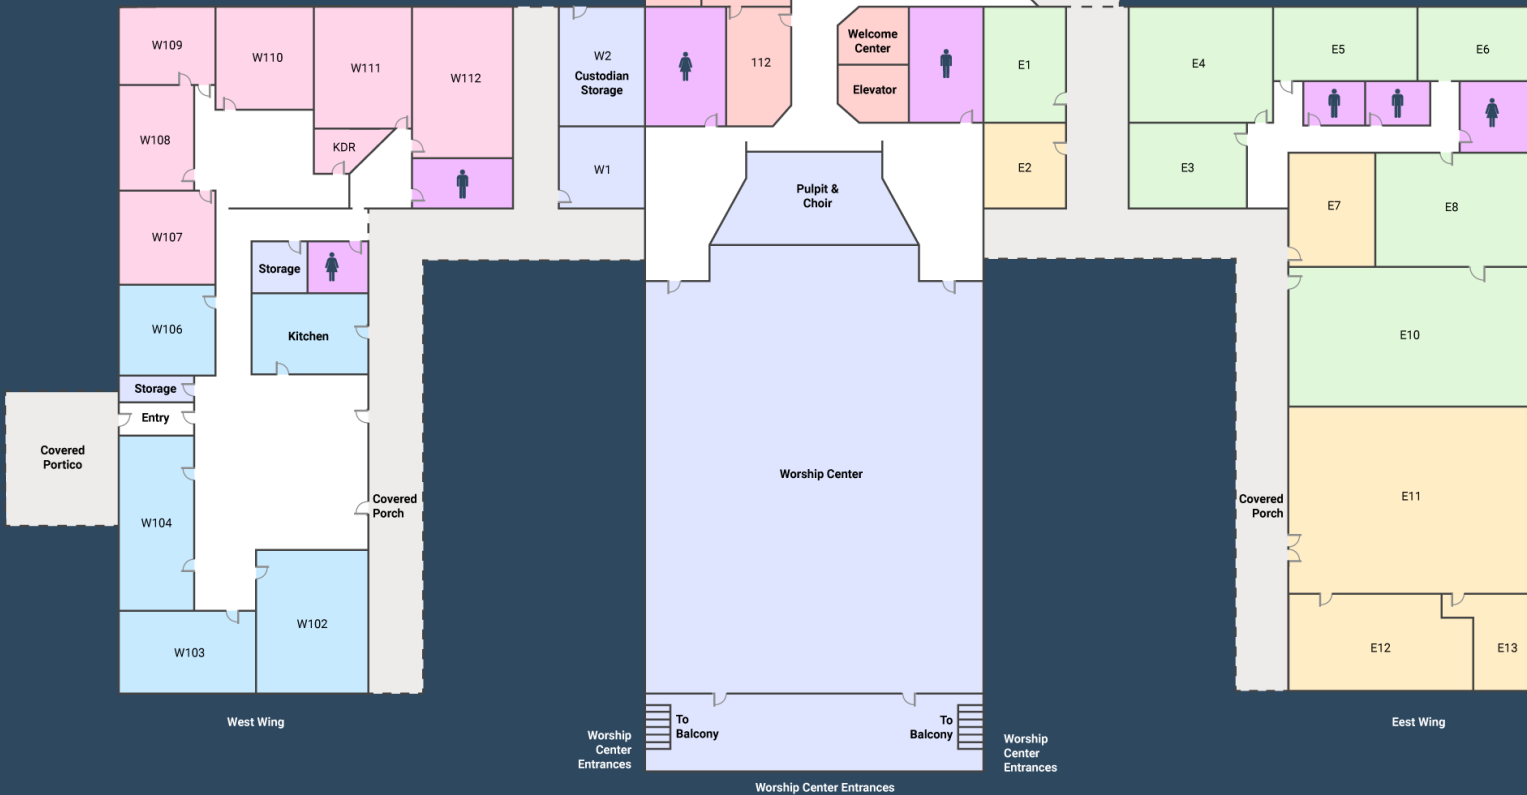 W109
W110
W111
W112
W2
Custodian
Storage
112
Welcome
Center
Elevator
E1
E4
E5
E6
W108
KDR
W1
E2
E3
Pulpit &
Choir
E7
E8
W107
Storage
W106
Kitchen
E10
Storage
Entry
Covered
Portico
W104
Covered
Porch
Worship Center
Covered
Porch
E11
W103
W102
E12
E13
West Wing
Worship
Center
Entrances
To
Balcony
To
Balcony
Worship
Center
Entrances
Eest Wing
Worship Center Entrances